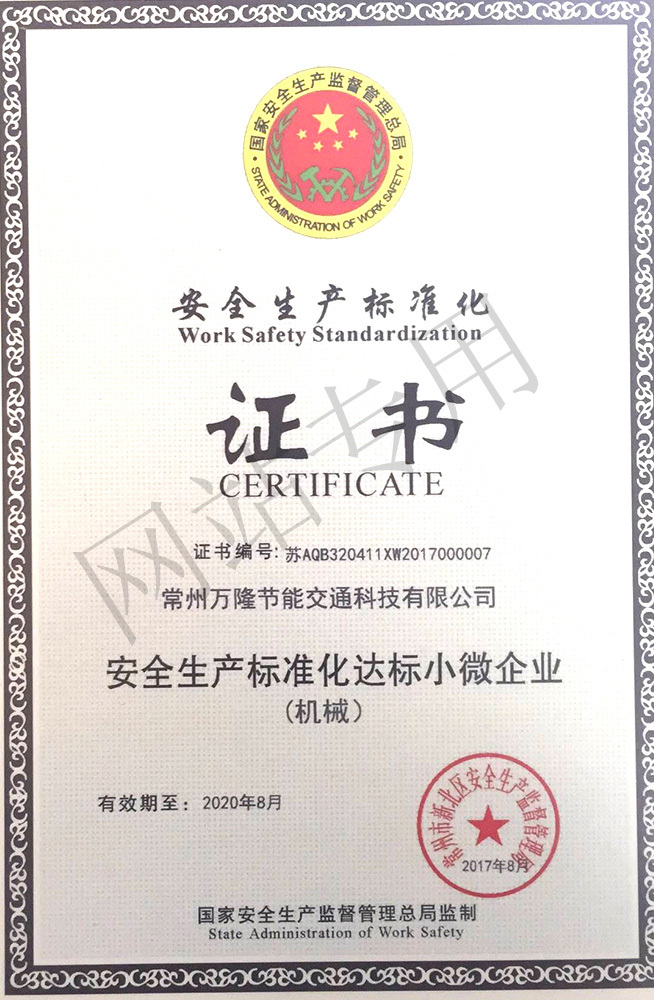 国家安全生产监督管理总局
STATE ADMINISTRATION OF WORK SAFETY
安全生产标准化
Work Safety Standardization
证书
CERTIFICATE
证书编号: 苏AQB320411XW2017000007
常州万隆节能交通科技有限公司
安全生产标准化达标小微企业
(机械)
常州市新北区安全生产监督管理局
有效期至: 2020年8月
2017年8月
国家安全生产监督管理总局监制
State Administration of Work Safety
网站专用